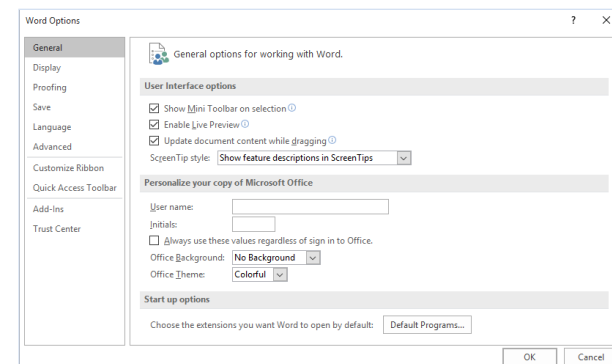 Word Options
?
General
Display
Proofing
Save
Language
Advanced
Customize Ribbon
Quick Access Toolbar
Add-Ins
Trust Center
General options for working with Word.
User Interface options
Show Mini Toolbar on selection
Enable Live Preview
Update document content while dragging
ScreenTip style: Show feature descriptions in ScreenTips
Personalize your copy of Microsoft Office
User name:
Initials:
Always use these values regardless of sign in to Office.
Office Background: No Background
Office Theme: Colorful
Start up options
Choose the extensions you want Word to open by default: Default Programs...
OK Cancel